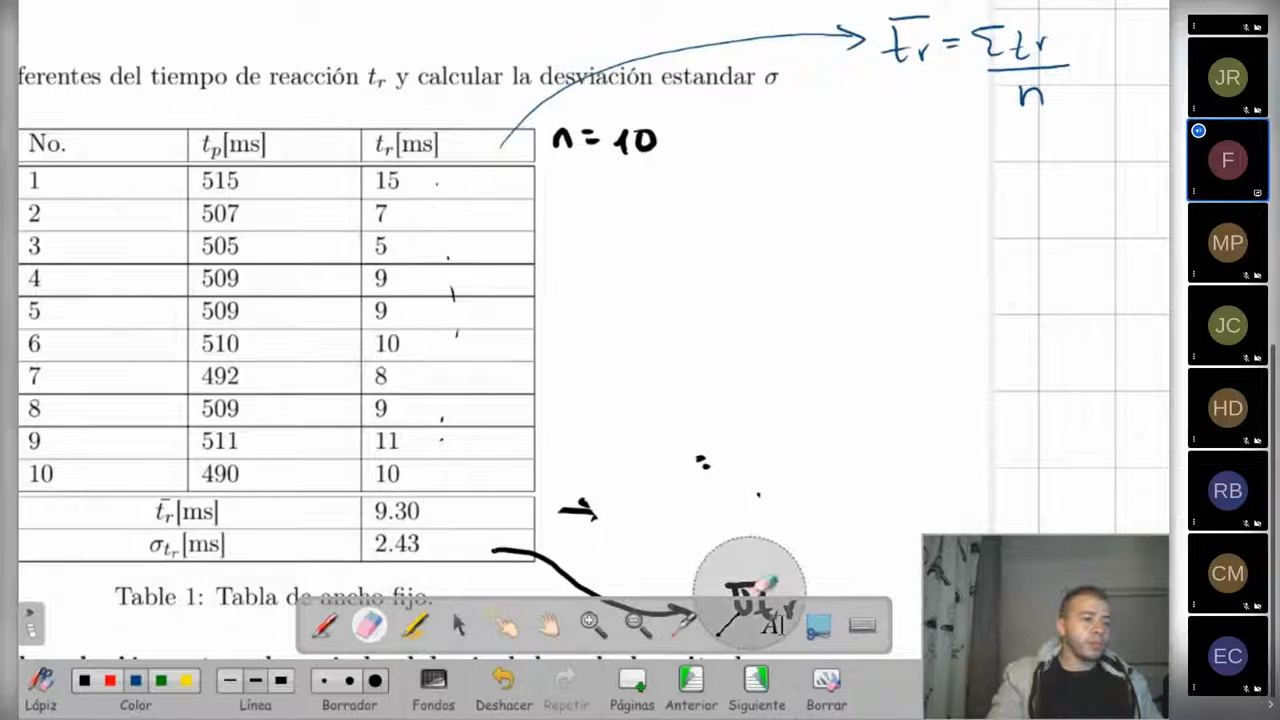 t̄r = Σtr
n
ferentes del tiempo de reacción tr y calcular la desviación estandar σ
n = 10
No. tp[ms] tr[ms]
1 515 15
2 507 7
3 505 5
4 509 9
5 509 9
6 510 10
7 492 8
8 509 9
9 511 11
10 490 10
t̄r[ms] 9.30
σtr[ms] 2.43
Table 1: Tabla de ancho fijo.
Lápiz Color Línea Borrador Fondos Deshacer Repetir Páginas Anterior Siguiente Borrar
JR
F
MP
JC
HD
RB
CM
EC